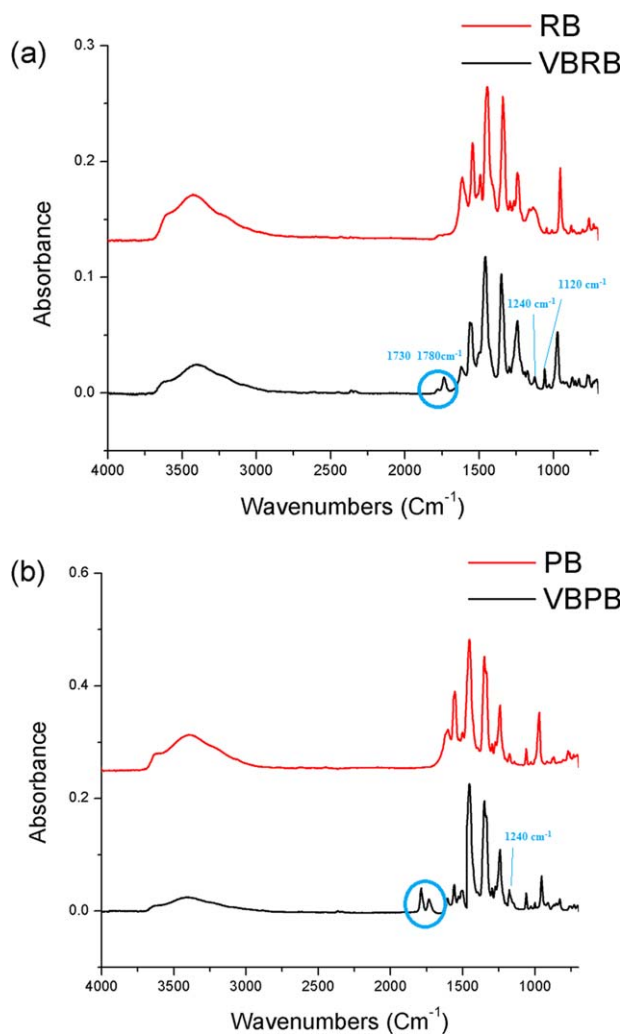 (a)
RB
VBRB
0.3
0.2
0.1
0.0
Absorbance
1730 1780cm-1
1240 cm-1
1120 cm-1
4000 3500 3000 2500 2000 1500 1000
Wavenumbers (Cm-1)
(b)
PB
VBPB
0.6
0.4
0.2
0.0
Absorbance
1240 cm-1
4000 3500 3000 2500 2000 1500 1000
Wavenumbers (Cm-1)